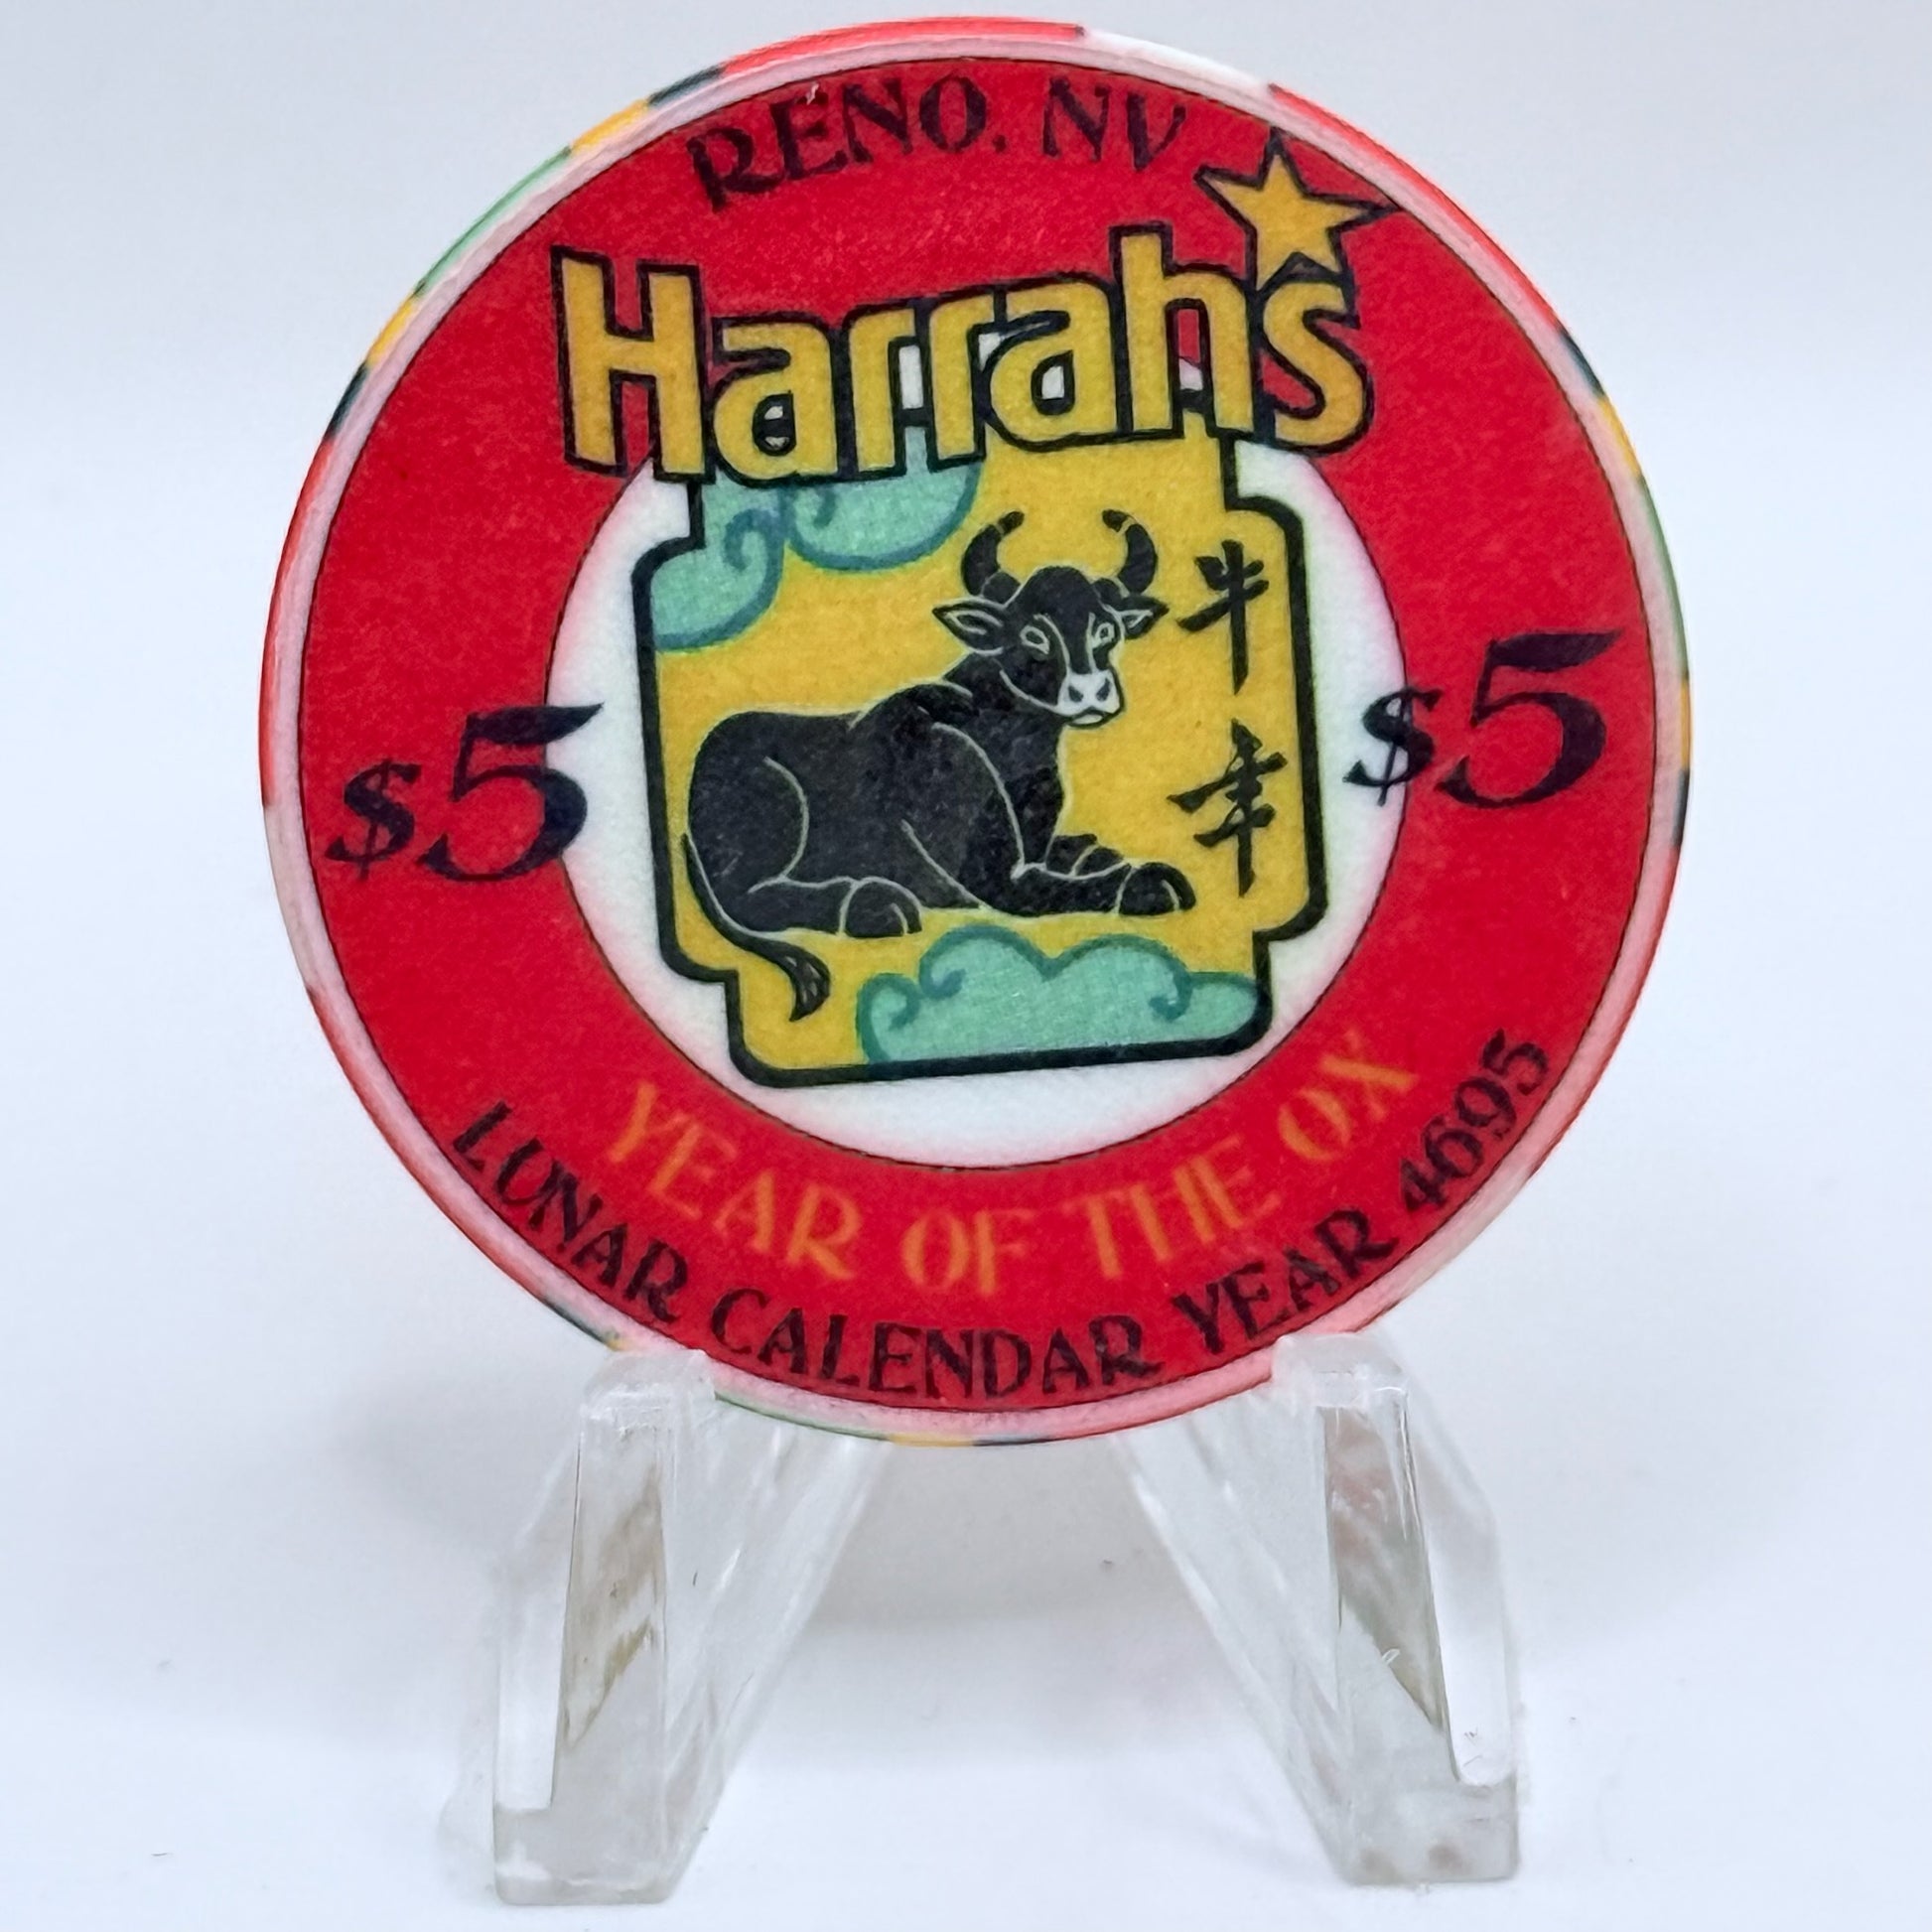 RENO. NV
Harrah's
牛年
$5
$5
YEAR OF THE OX
LUNAR CALENDAR YEAR 4695